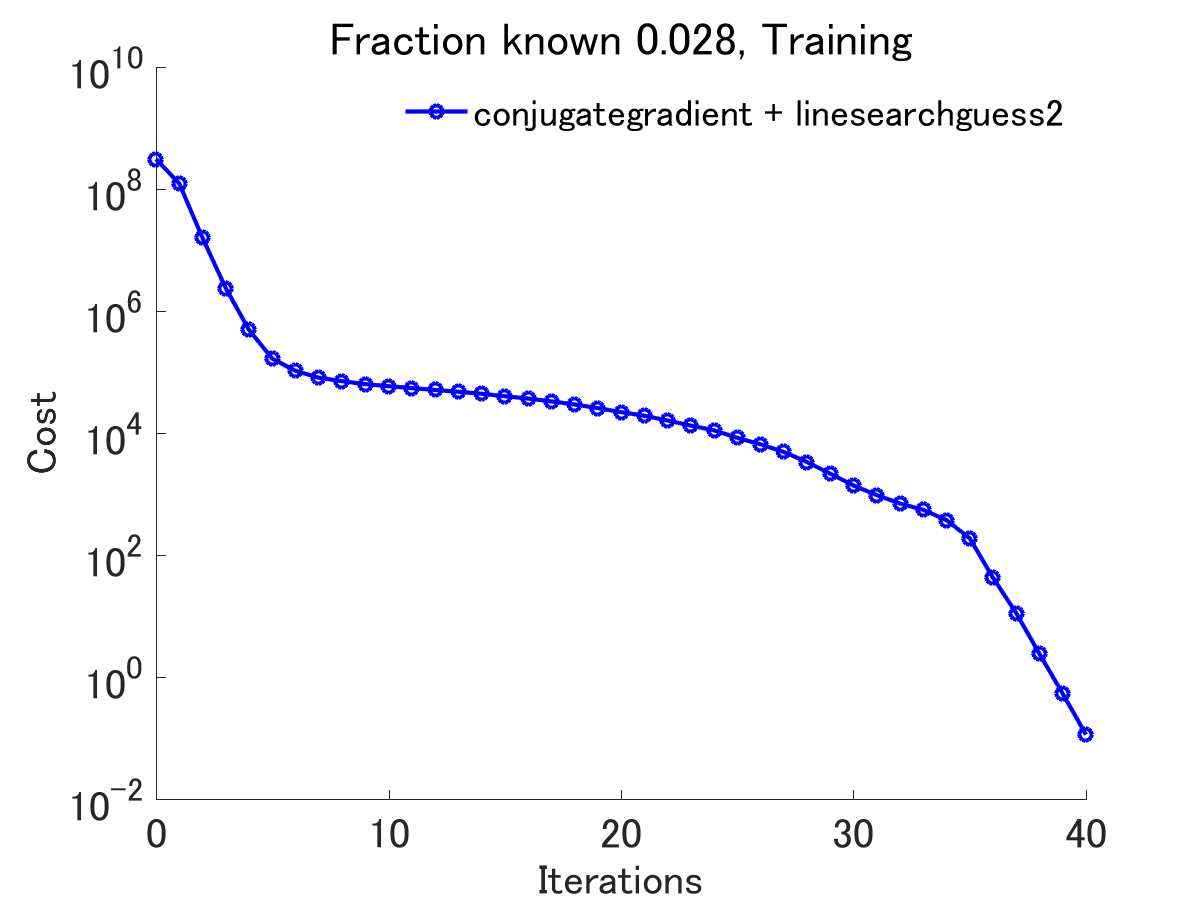 Fraction known 0.028, Training
conjugategradient + linesearchguess2
10^10
10^8
10^6
10^4
10^2
10^0
10^-2
Cost
0 10 20 30 40
Iterations